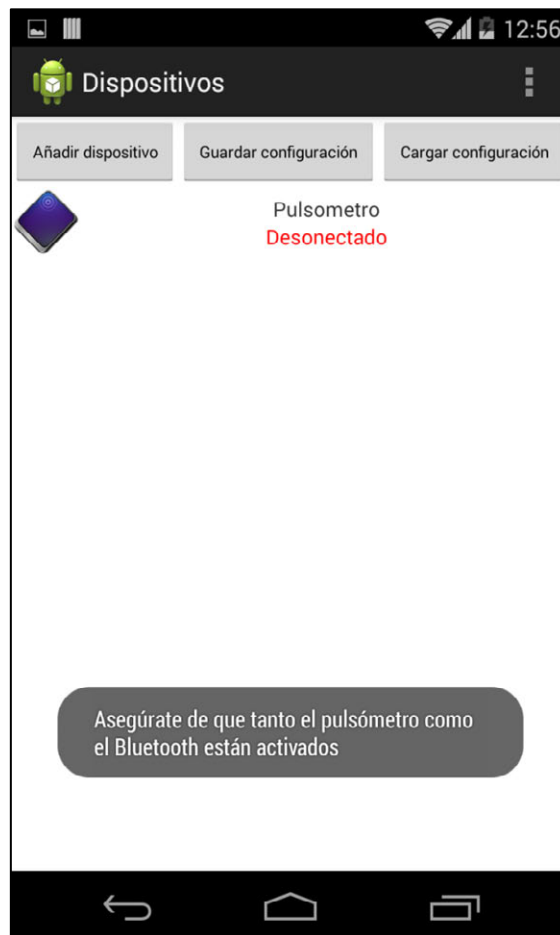 12:56
Dispositivos
Añadir dispositivo
Guardar configuración
Cargar configuración
Pulsometro
Desonectado
Asegúrate de que tanto el pulsómetro como
el Bluetooth están activados